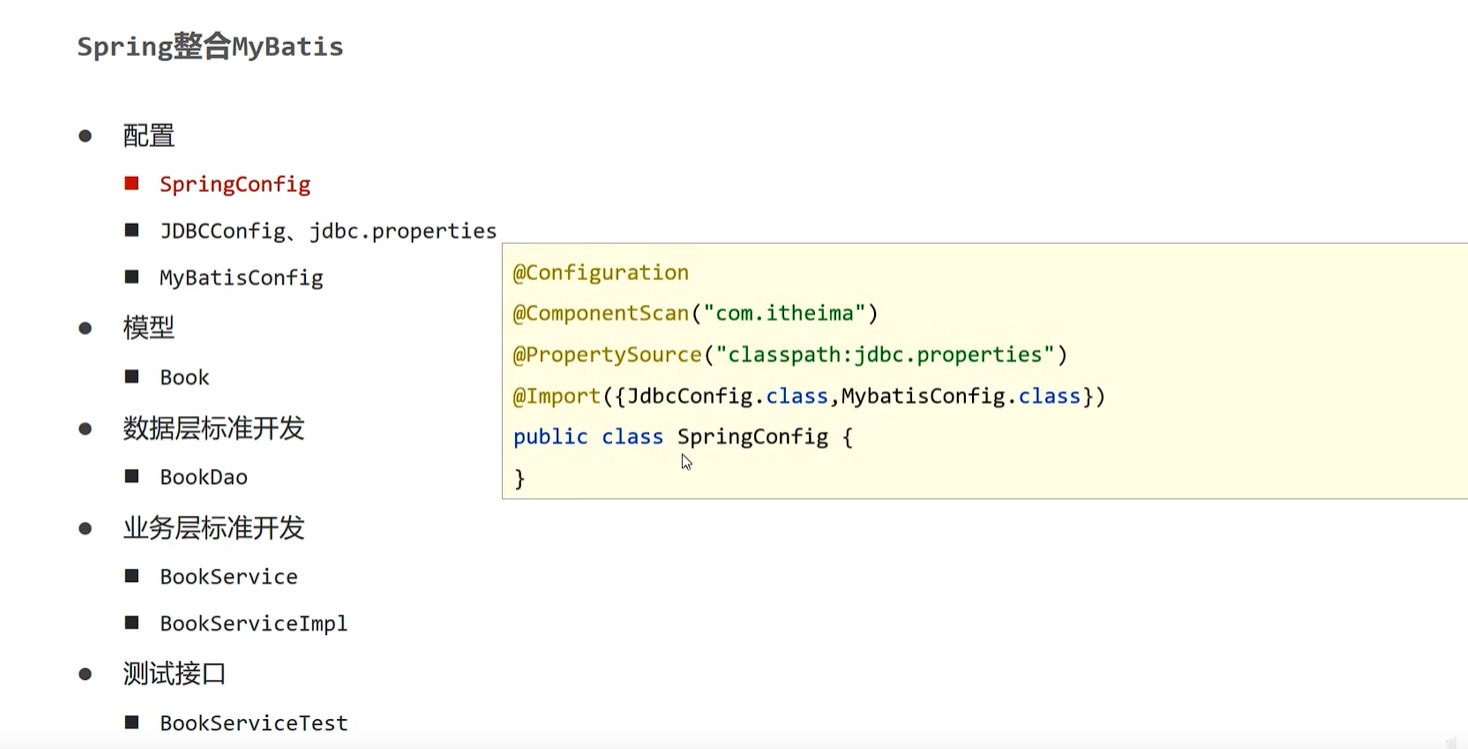 Spring整合MyBatis
配置
SpringConfig
JDBCConfig、jdbc.properties
MyBatisConfig
模型
Book
数据层标准开发
BookDao
业务层标准开发
BookService
BookServiceImpl
测试接口
BookServiceTest
@Configuration
@ComponentScan("com.itheima")
@PropertySource("classpath:jdbc.properties")
@Import({JdbcConfig.class,MybatisConfig.class})
public class SpringConfig {
}